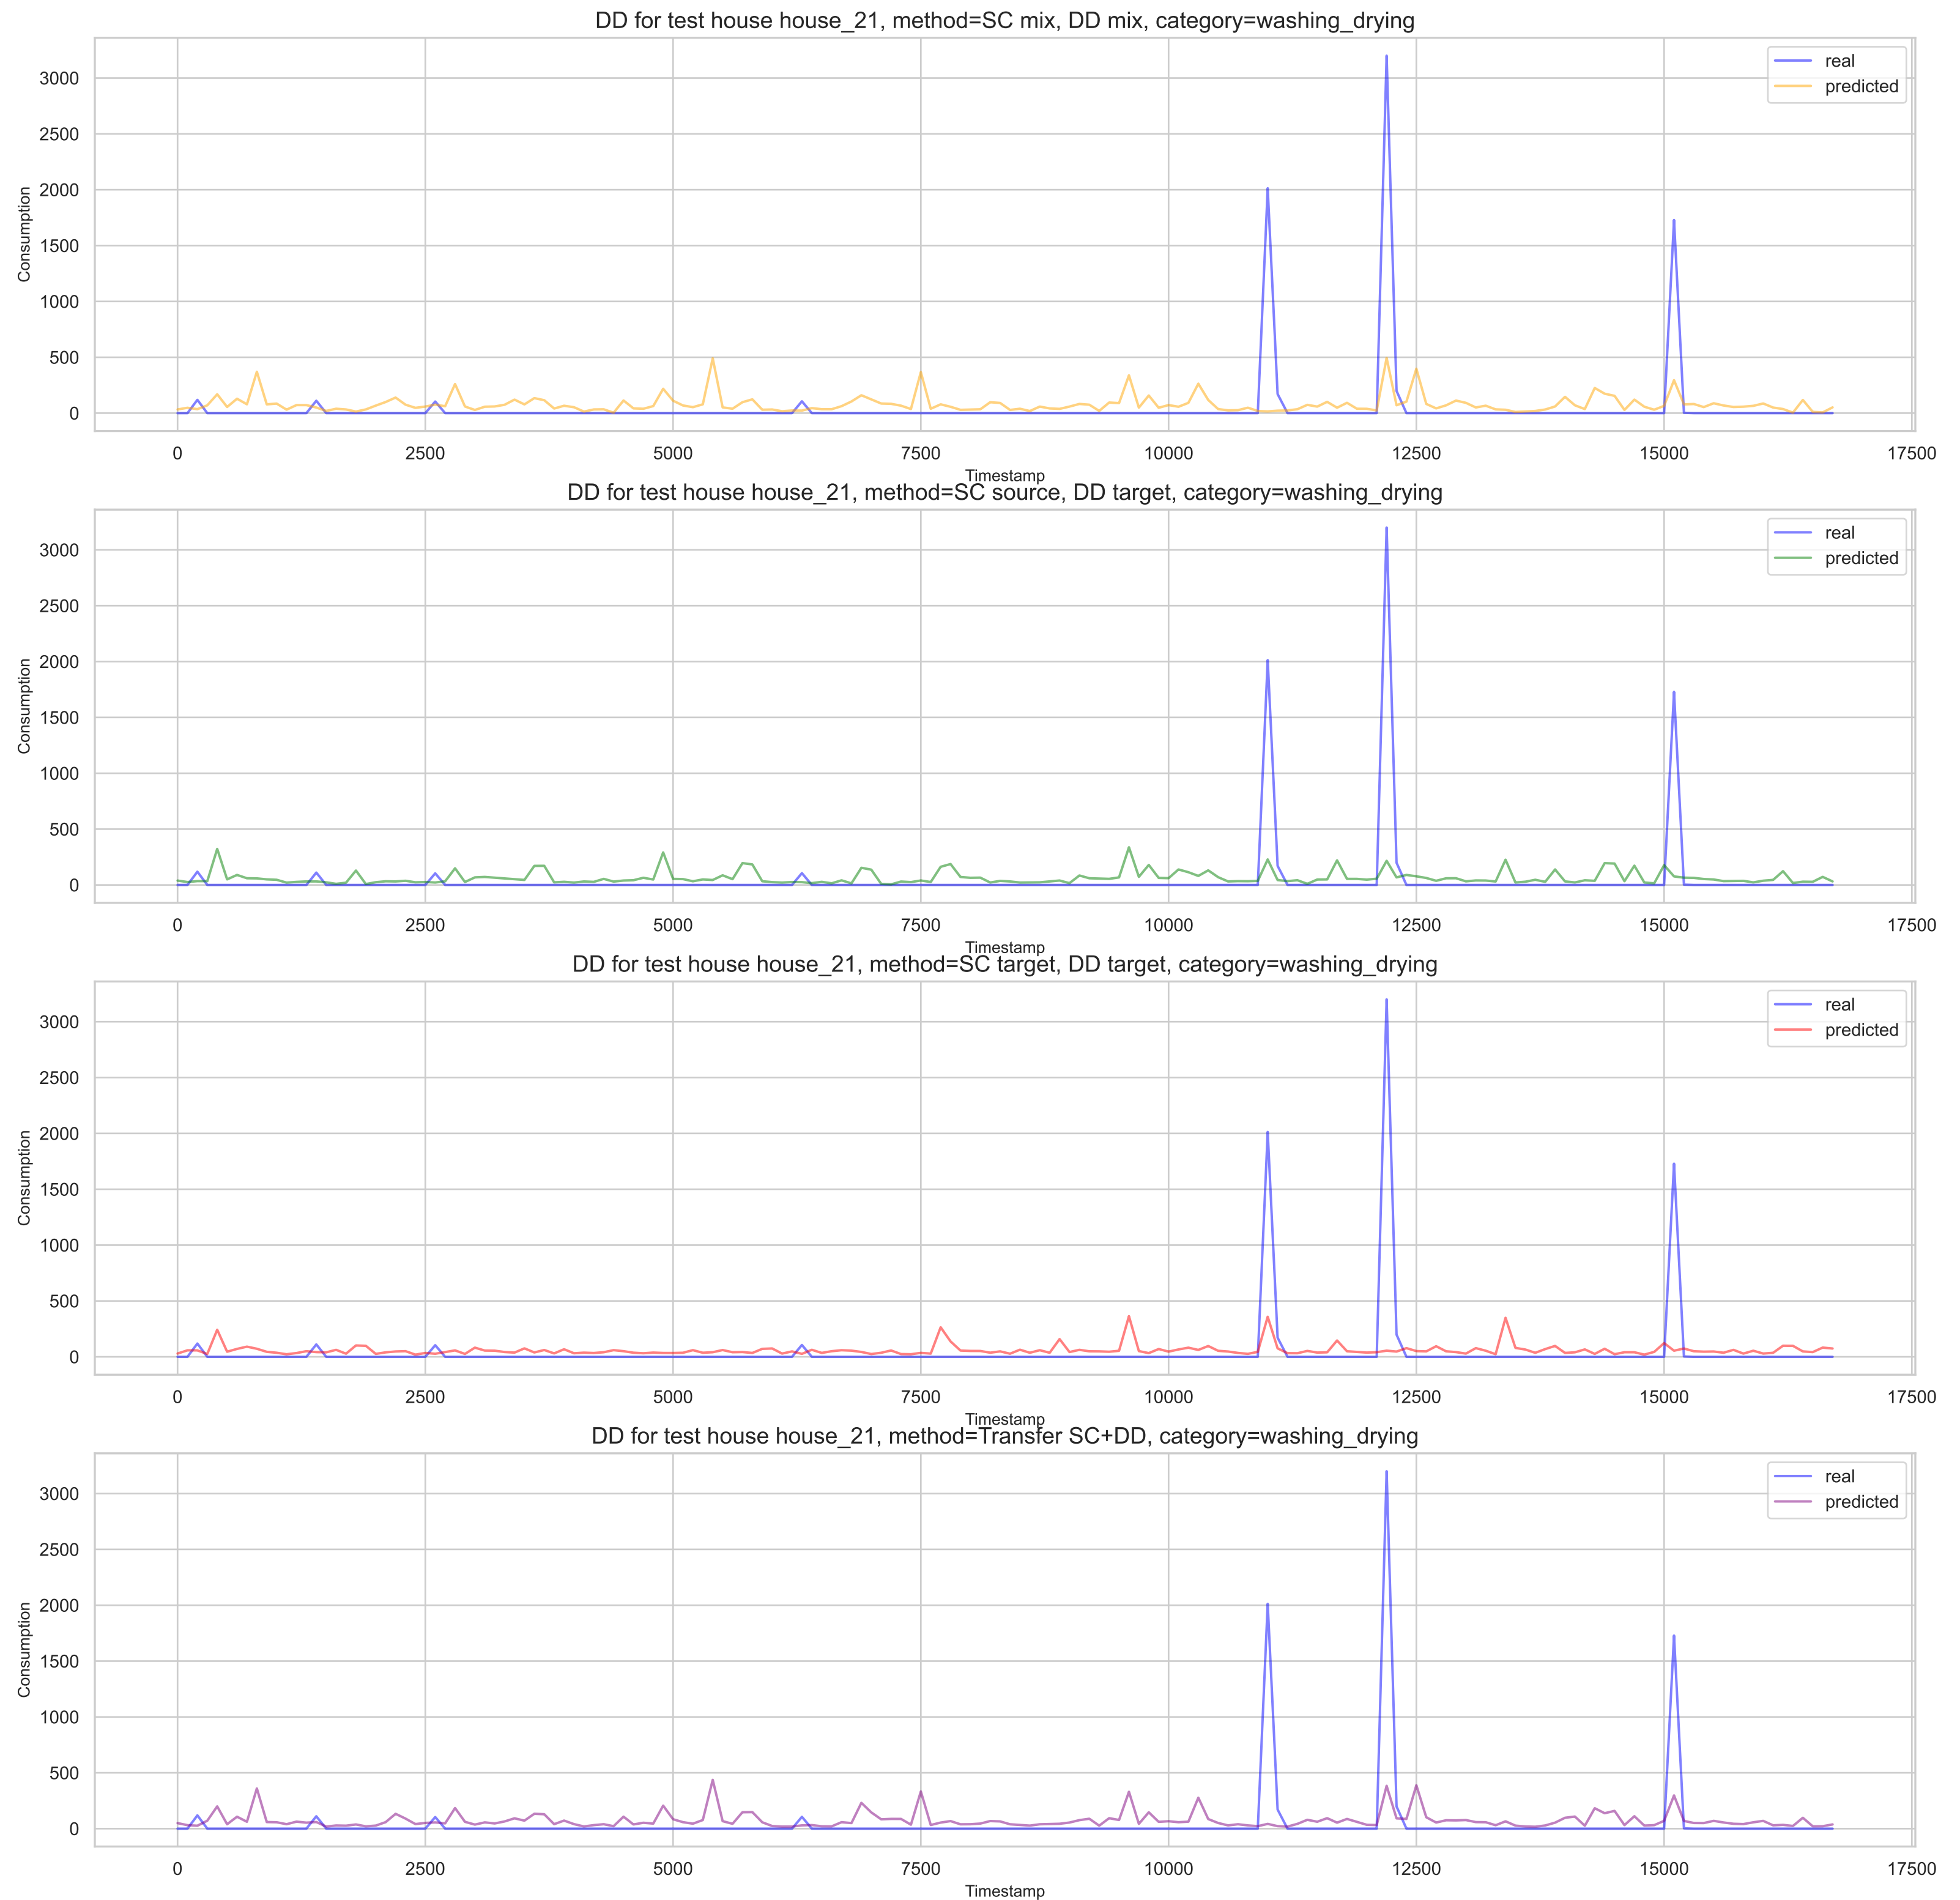 DD for test house house_21, method=SC mix, DD mix, category=washing_drying
real
predicted
3000
2500
2000
1500
1000
500
0
Consumption
0 2500 5000 7500 10000 12500 15000 17500
Timestamp
DD for test house house_21, method=SC source, DD target, category=washing_drying
real
predicted
3000
2500
2000
1500
1000
500
0
Consumption
0 2500 5000 7500 10000 12500 15000 17500
Timestamp
DD for test house house_21, method=SC target, DD target, category=washing_drying
real
predicted
3000
2500
2000
1500
1000
500
0
Consumption
0 2500 5000 7500 10000 12500 15000 17500
Timestamp
DD for test house house_21, method=Transfer SC+DD, category=washing_drying
real
predicted
3000
2500
2000
1500
1000
500
0
Consumption
0 2500 5000 7500 10000 12500 15000 17500
Timestamp